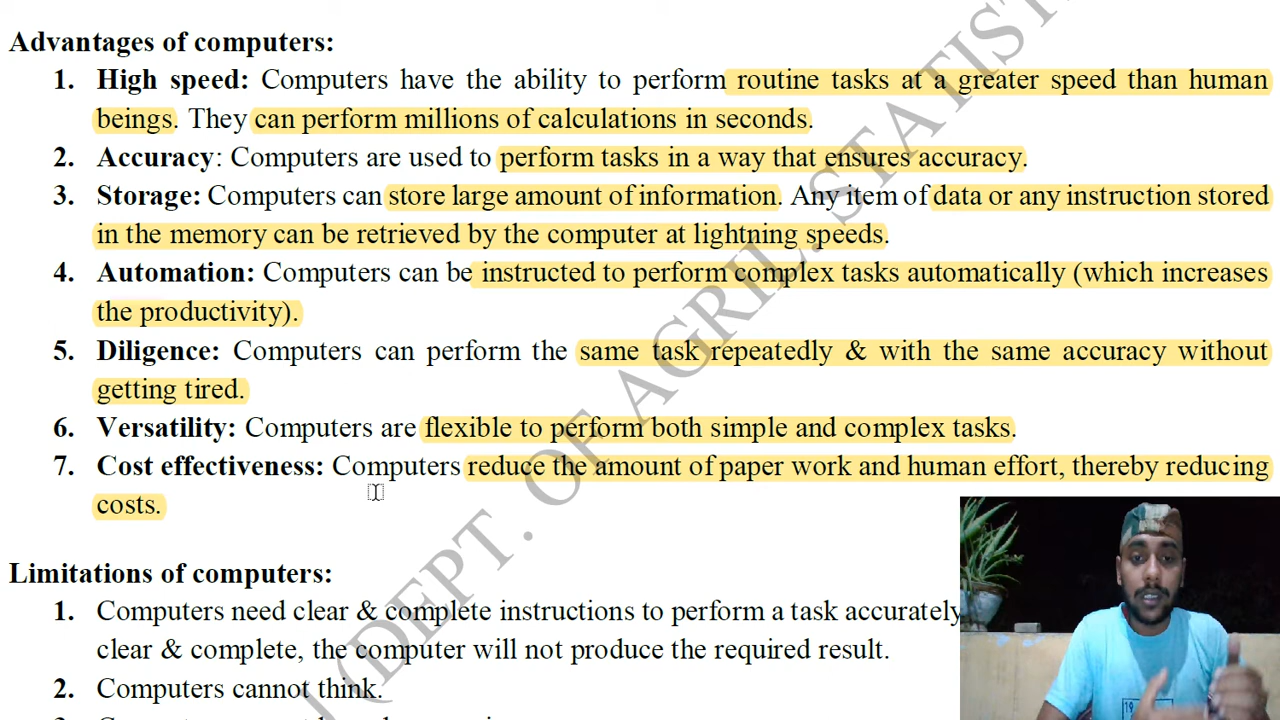 Advantages of computers:
1. High speed: Computers have the ability to perform routine tasks at a greater speed than human
beings. They can perform millions of calculations in seconds.
2. Accuracy: Computers are used to perform tasks in a way that ensures accuracy.
3. Storage: Computers can store large amount of information. Any item of data or any instruction stored
in the memory can be retrieved by the computer at lightning speeds.
4. Automation: Computers can be instructed to perform complex tasks automatically (which increases
the productivity).
5. Diligence: Computers can perform the same task repeatedly & with the same accuracy without
getting tired.
6. Versatility: Computers are flexible to perform both simple and complex tasks.
7. Cost effectiveness: Computers reduce the amount of paper work and human effort, thereby reducing
costs.
Limitations of computers:
1. Computers need clear & complete instructions to perform a task accurately
clear & complete, the computer will not produce the required result.
2. Computers cannot think.
(DEPT. OF AGRIL. STATIST
19